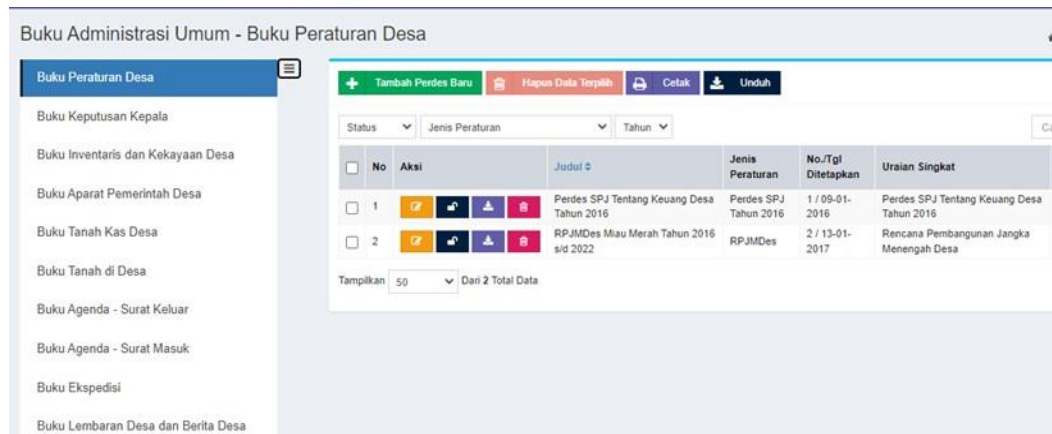 Buku Administrasi Umum - Buku Peraturan Desa
Buku Peraturan Desa
Buku Keputusan Kepala
Buku Inventaris dan Kekayaan Desa
Buku Aparat Pemerintah Desa
Buku Tanah Kas Desa
Buku Tanah di Desa
Buku Agenda - Surat Keluar
Buku Agenda - Surat Masuk
Buku Ekspedisi
Buku Lembaran Desa dan Berita Desa
Tambah Perdes Baru Hapus Data Terpilih Cetak Unduh
Status Jenis Peraturan Tahun
No Aksi Judul Jenis Peraturan No./Tgl Ditetapkan Uraian Singkat
1 Perdes SPJ Tentang Keuang Desa Tahun 2016 Perdes SPJ Tahun 2016 1 / 09-01-2016 Perdes SPJ Tentang Keuang Desa Tahun 2016
2 RPJMDes Miau Merah Tahun 2016 s/d 2022 RPJMDes 2 / 13-01-2017 Rencana Pembangunan Jangka Menengah Desa
Tampilkan 50 Dari 2 Total Data